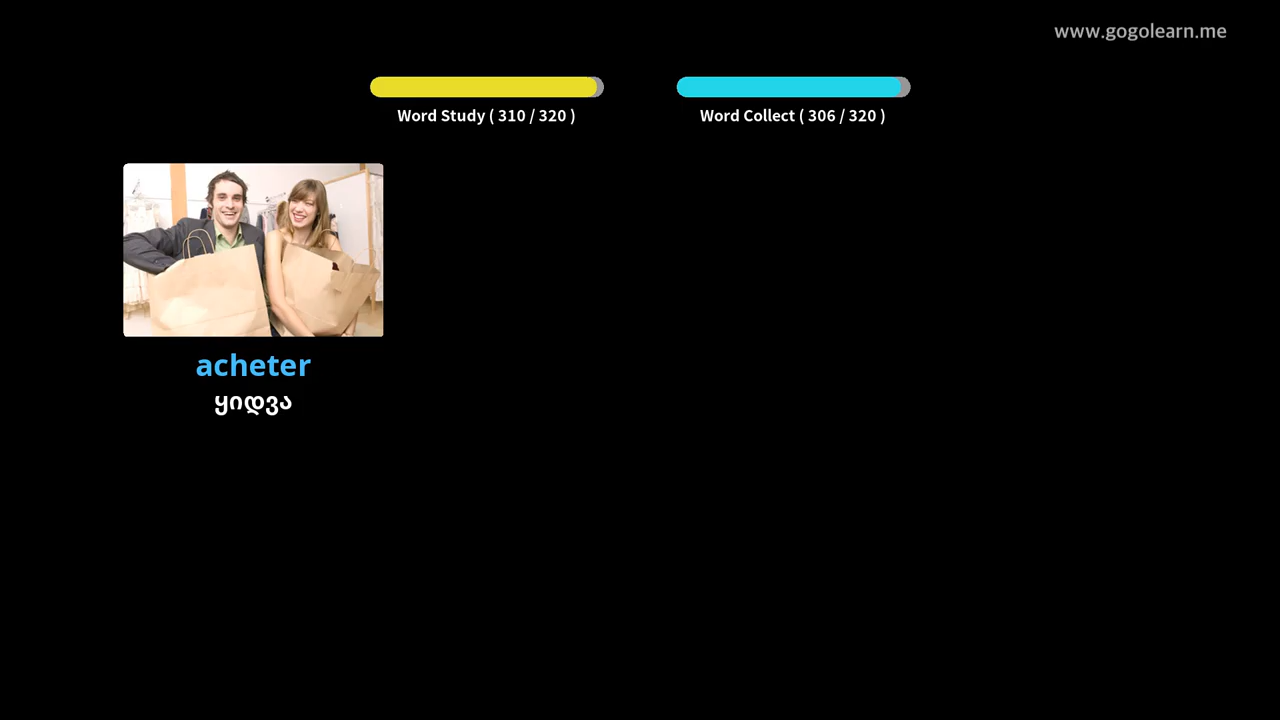 www.gogolearn.me
Word Study ( 310 / 320 )
Word Collect ( 306 / 320 )
acheter
ყიდვა